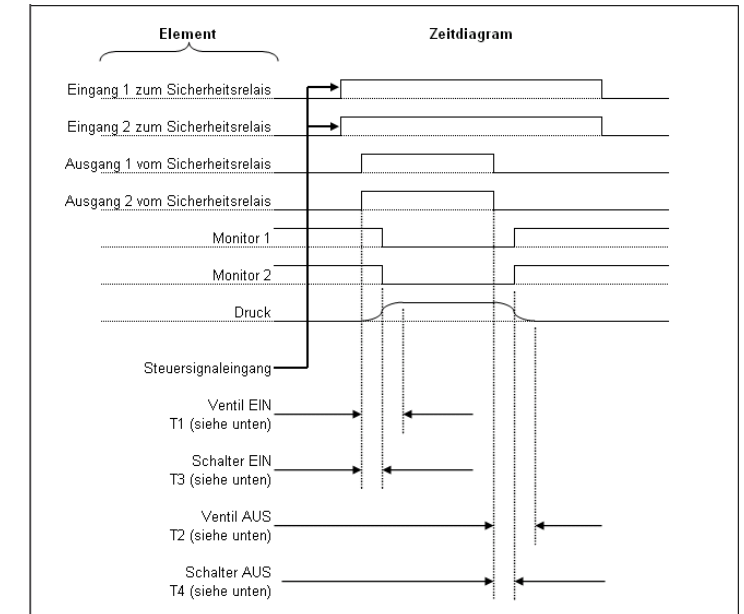 Element
Zeitdiagram
Eingang 1 zum Sicherheitsrelais
Eingang 2 zum Sicherheitsrelais
Ausgang 1 vom Sicherheitsrelais
Ausgang 2 vom Sicherheitsrelais
Monitor 1
Monitor 2
Druck
Steuersignaleingang
Ventil EIN
T1 (siehe unten)
Schalter EIN
T3 (siehe unten)
Ventil AUS
T2 (siehe unten)
Schalter AUS
T4 (siehe unten)